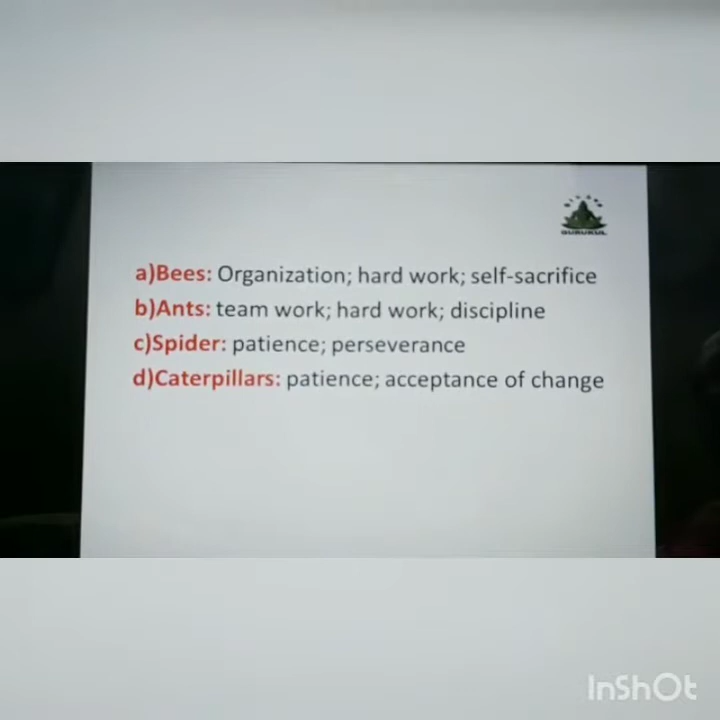 GURUKUL
a)Bees: Organization; hard work; self-sacrifice
b)Ants: team work; hard work; discipline
c)Spider: patience; perseverance
d)Caterpillars: patience; acceptance of change
InShOt